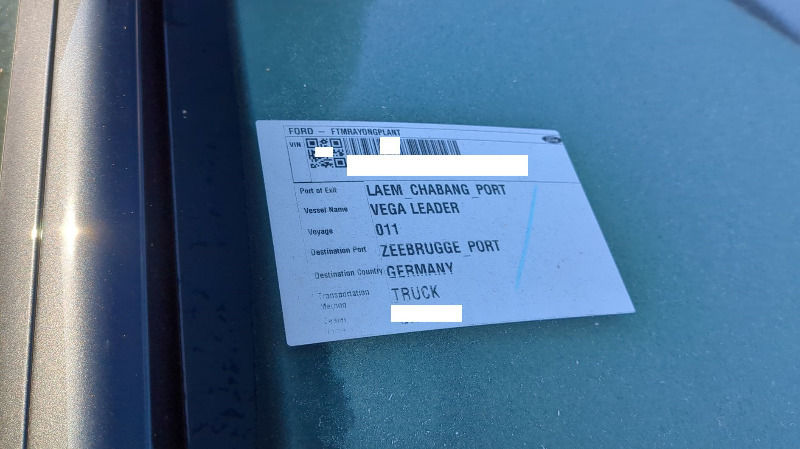 FORD - FTMRAYONGPLANT
VIN
Port of Exit LAEM_CHABANG_PORT
Vessel Name VEGA LEADER
Voyage 011
Destination Port ZEEBRUGGE_PORT
Destination Country GERMANY
Transportation Method TRUCK